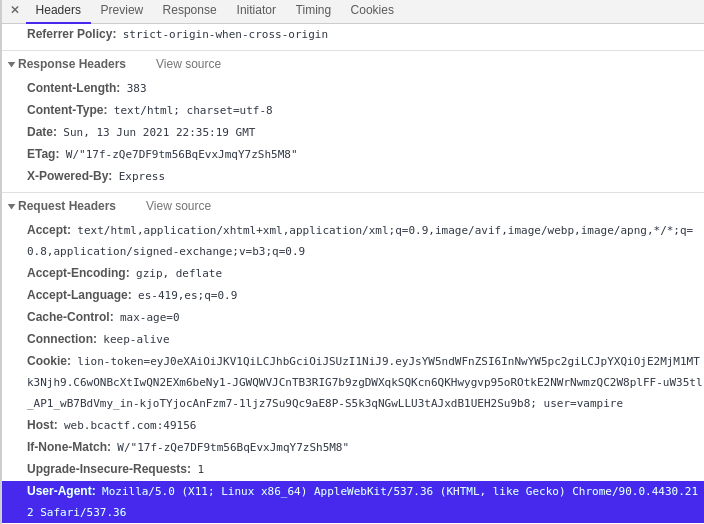 × Headers Preview Response Initiator Timing Cookies
Referrer Policy: strict-origin-when-cross-origin
Response Headers View source
Content-Length: 383
Content-Type: text/html; charset=utf-8
Date: Sun, 13 Jun 2021 22:35:19 GMT
ETag: W/"17f-zQe7DF9tm56BqEvxJmqY7zSh5M8"
X-Powered-By: Express
Request Headers View source
Accept: text/html,application/xhtml+xml,application/xml;q=0.9,image/avif,image/webp,image/apng,*/*;q=
0.8,application/signed-exchange;v=b3;q=0.9
Accept-Encoding: gzip, deflate
Accept-Language: es-419,es;q=0.9
Cache-Control: max-age=0
Connection: keep-alive
Cookie: lion-token=eyJ0eXAiOiJKV1QiLCJhbGciOiJSUzI1NiJ9.eyJsYW5ndWFnZSI6InNwYW5pc2giLCJpYXQiOjE2MjM1MT
k3Njh9.C6wONBcXtIwQN2EXm6beNy1-JGWQWVJCnTB3RIG7b9zgDWXqkSQKcn6QKHwygvp95oROtkE2NWrNwmzQC2W8plFF-uW35tl
_AP1_wB7BdVmy_in-kjoTYjocAnFzm7-1ljz7Su9Qc9aE8P-S5k3qNGwLLU3tAJxdB1UEH2Su9b8; user=vampire
Host: web.bcactf.com:49156
If-None-Match: W/"17f-zQe7DF9tm56BqEvxJmqY7zSh5M8"
Upgrade-Insecure-Requests: 1
User-Agent: Mozilla/5.0 (X11; Linux x86_64) AppleWebKit/537.36 (KHTML, like Gecko) Chrome/90.0.4430.21
2 Safari/537.36